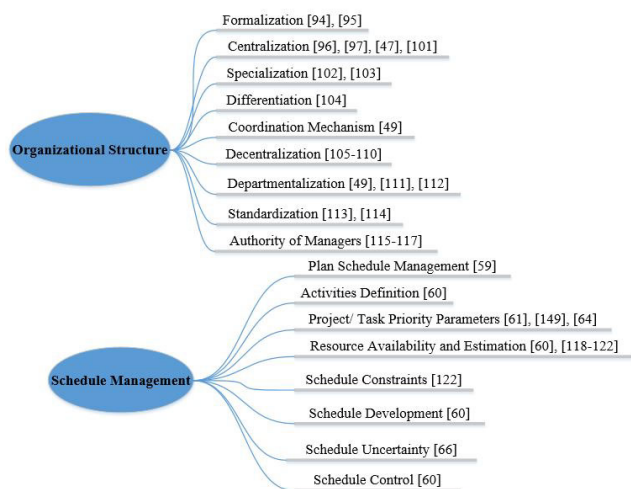 Formalization [94], [95]
Centralization [96], [97], [47], [101]
Specialization [102], [103]
Differentiation [104]
Organizational Structure
Coordination Mechanism [49]
Decentralization [105-110]
Departmentalization [49], [111], [112]
Standardization [113], [114]
Authority of Managers [115-117]
Plan Schedule Management [59]
Activities Definition [60]
Project/ Task Priority Parameters [61], [149], [64]
Resource Availability and Estimation [60], [118-122]
Schedule Management
Schedule Constraints [122]
Schedule Development [60]
Schedule Uncertainty [66]
Schedule Control [60]